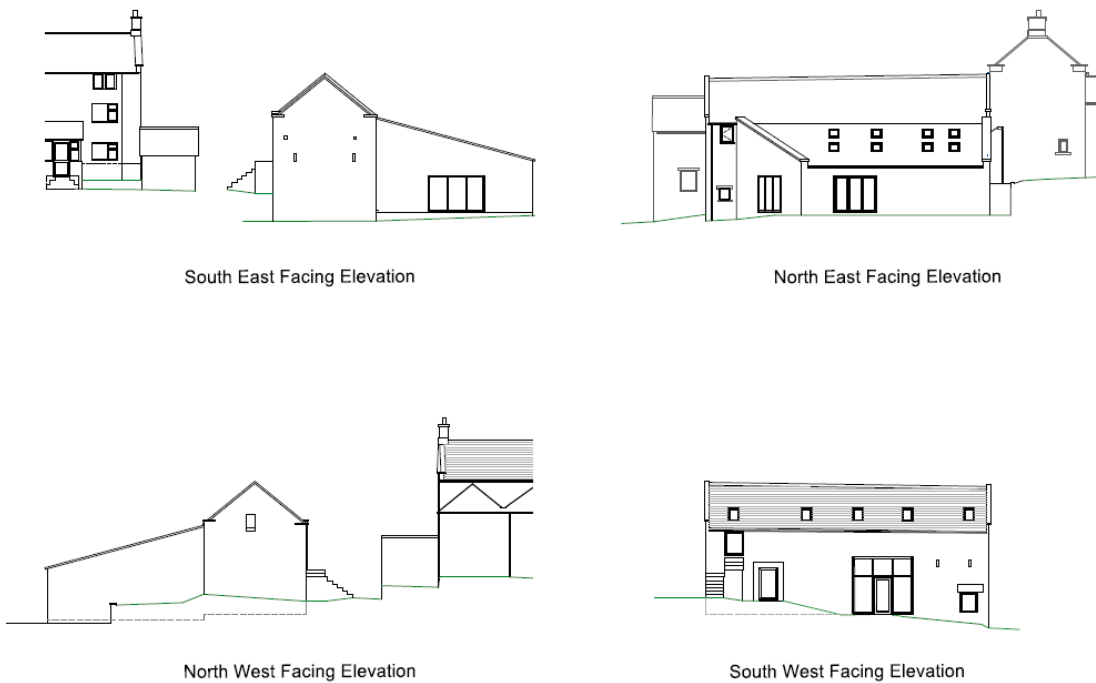 South East Facing Elevation
North East Facing Elevation
North West Facing Elevation
South West Facing Elevation